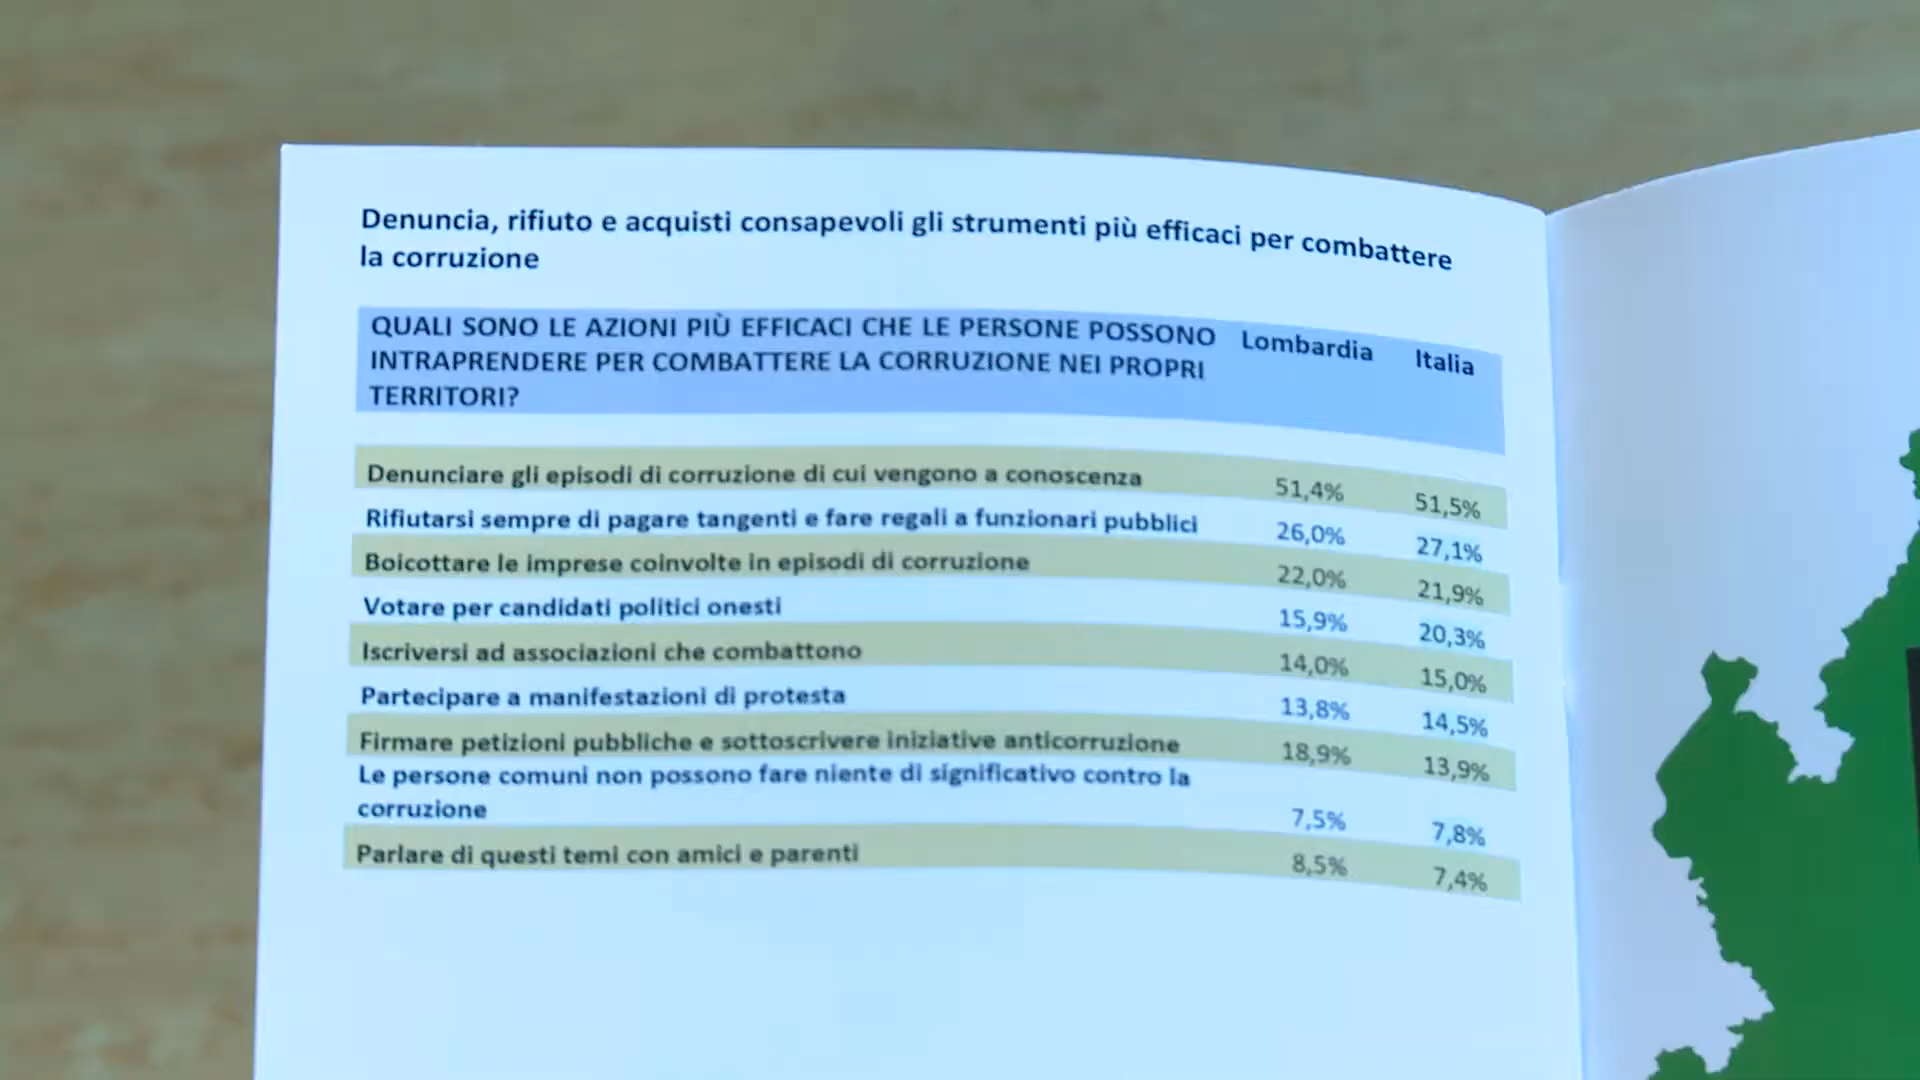 Denuncia, rifiuto e acquisti consapevoli gli strumenti più efficaci per combattere
la corruzione
QUALI SONO LE AZIONI PIÙ EFFICACI CHE LE PERSONE POSSONO Lombardia Italia
INTRAPRENDERE PER COMBATTERE LA CORRUZIONE NEI PROPRI
TERRITORI?
Denunciare gli episodi di corruzione di cui vengono a conoscenza 51,4% 51,5%
Rifiutarsi sempre di pagare tangenti e fare regali a funzionari pubblici 26,0% 27,1%
Boicottare le imprese coinvolte in episodi di corruzione 22,0% 21,9%
Votare per candidati politici onesti 15,9% 20,3%
Iscriversi ad associazioni che combattono 14,0% 15,0%
Partecipare a manifestazioni di protesta 13,8% 14,5%
Firmare petizioni pubbliche e sottoscrivere iniziative anticorruzione 18,9% 13,9%
Le persone comuni non possono fare niente di significativo contro la
corruzione 7,5% 7,8%
Parlare di questi temi con amici e parenti 8,5% 7,4%